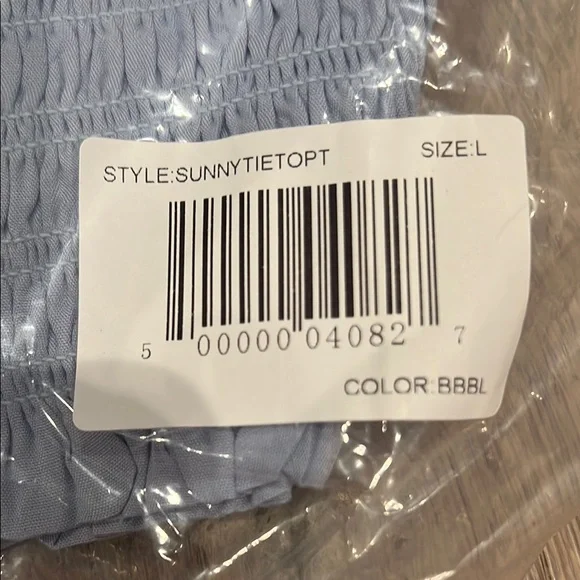 STYLE:SUNNYTIETOPT SIZE:L
5 00000 04082 7
COLOR:BBBL